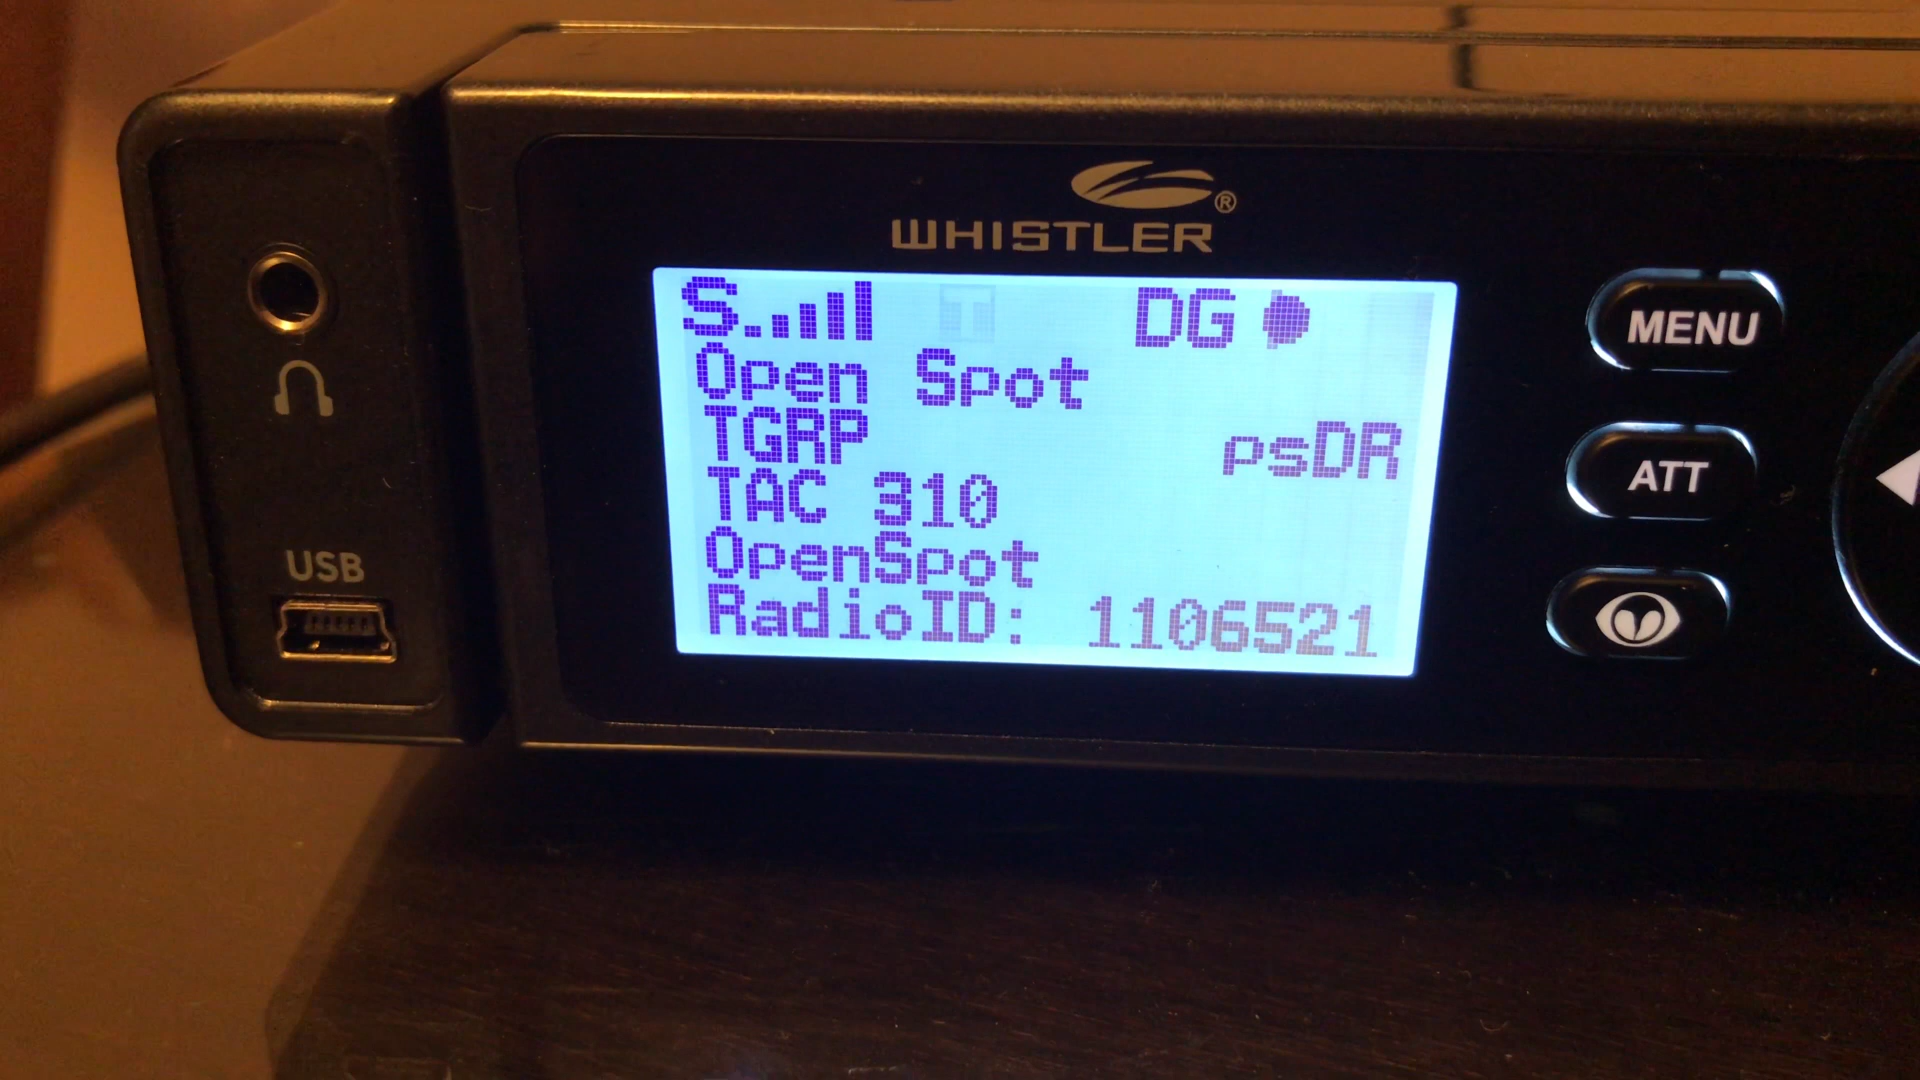 WHISTLER®
S. DG
Open Spot
TGRP psDR
TAC 310
OpenSpot
RadioID: 1106521
USB
MENU
ATT